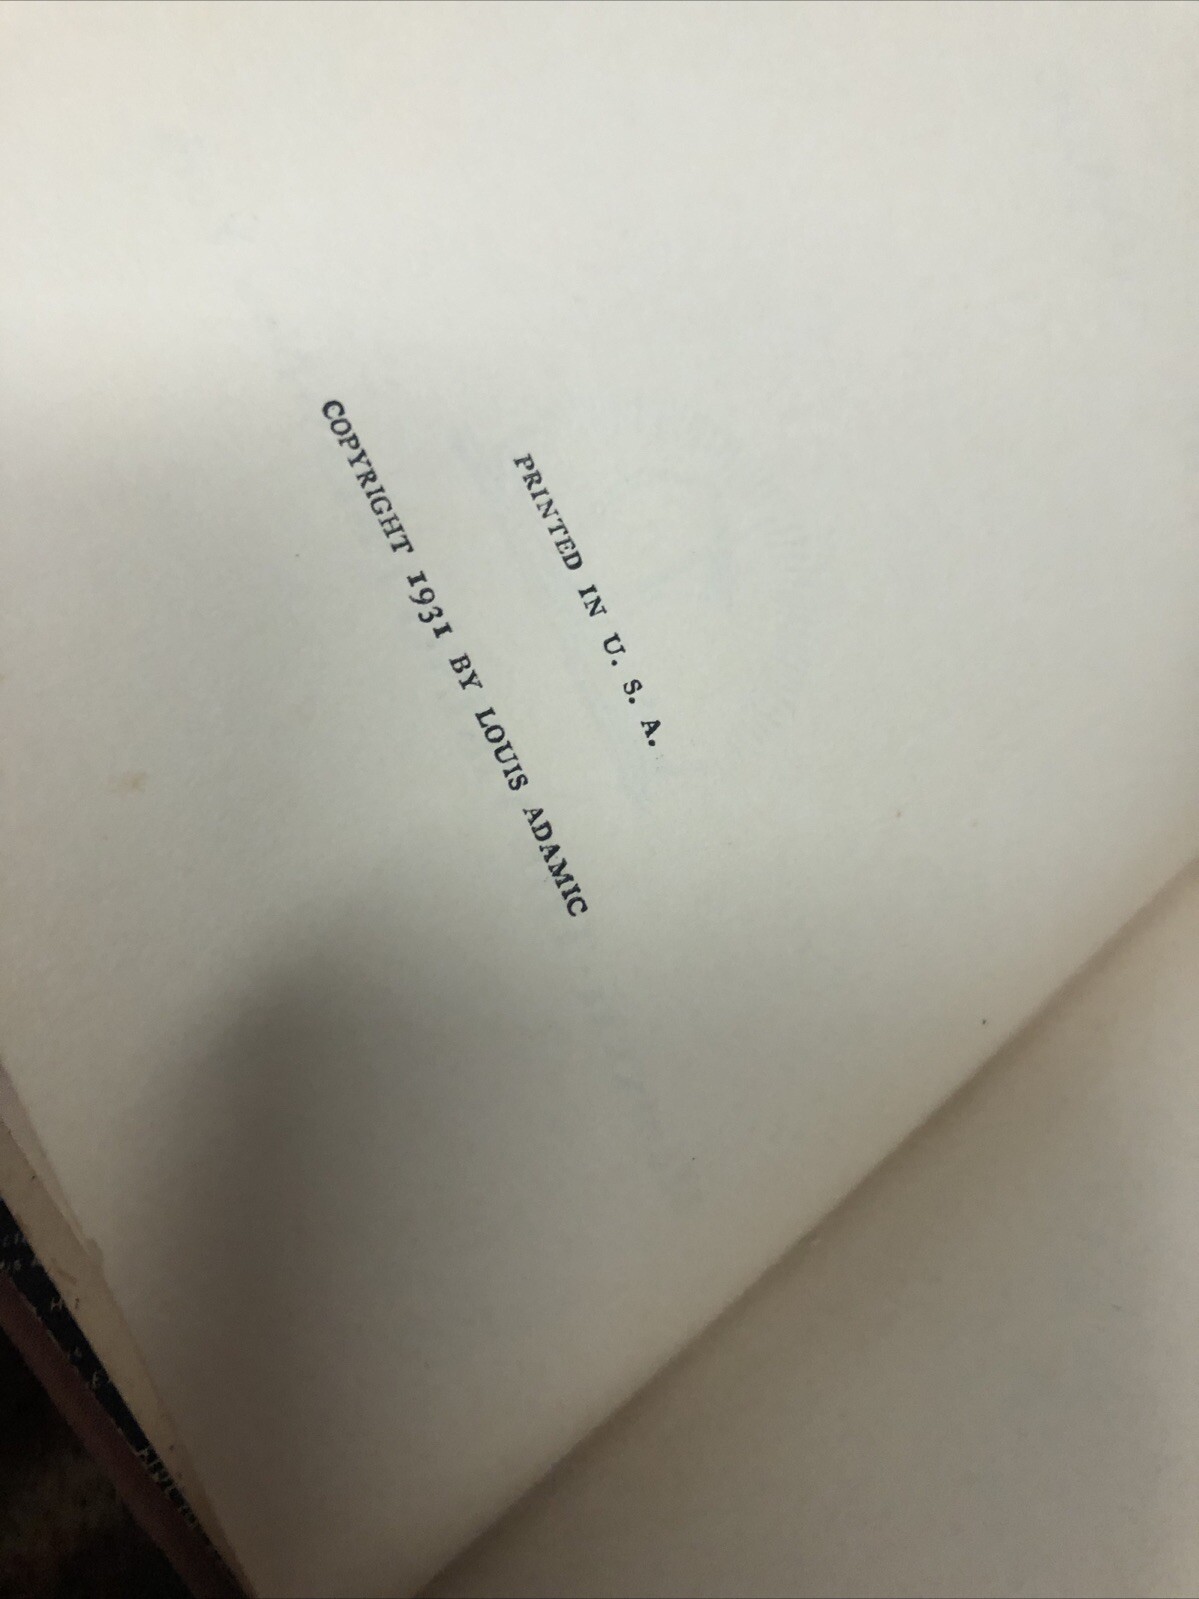 PRINTED IN U. S. A.
COPYRIGHT 1931 BY LOUIS ADAMIC